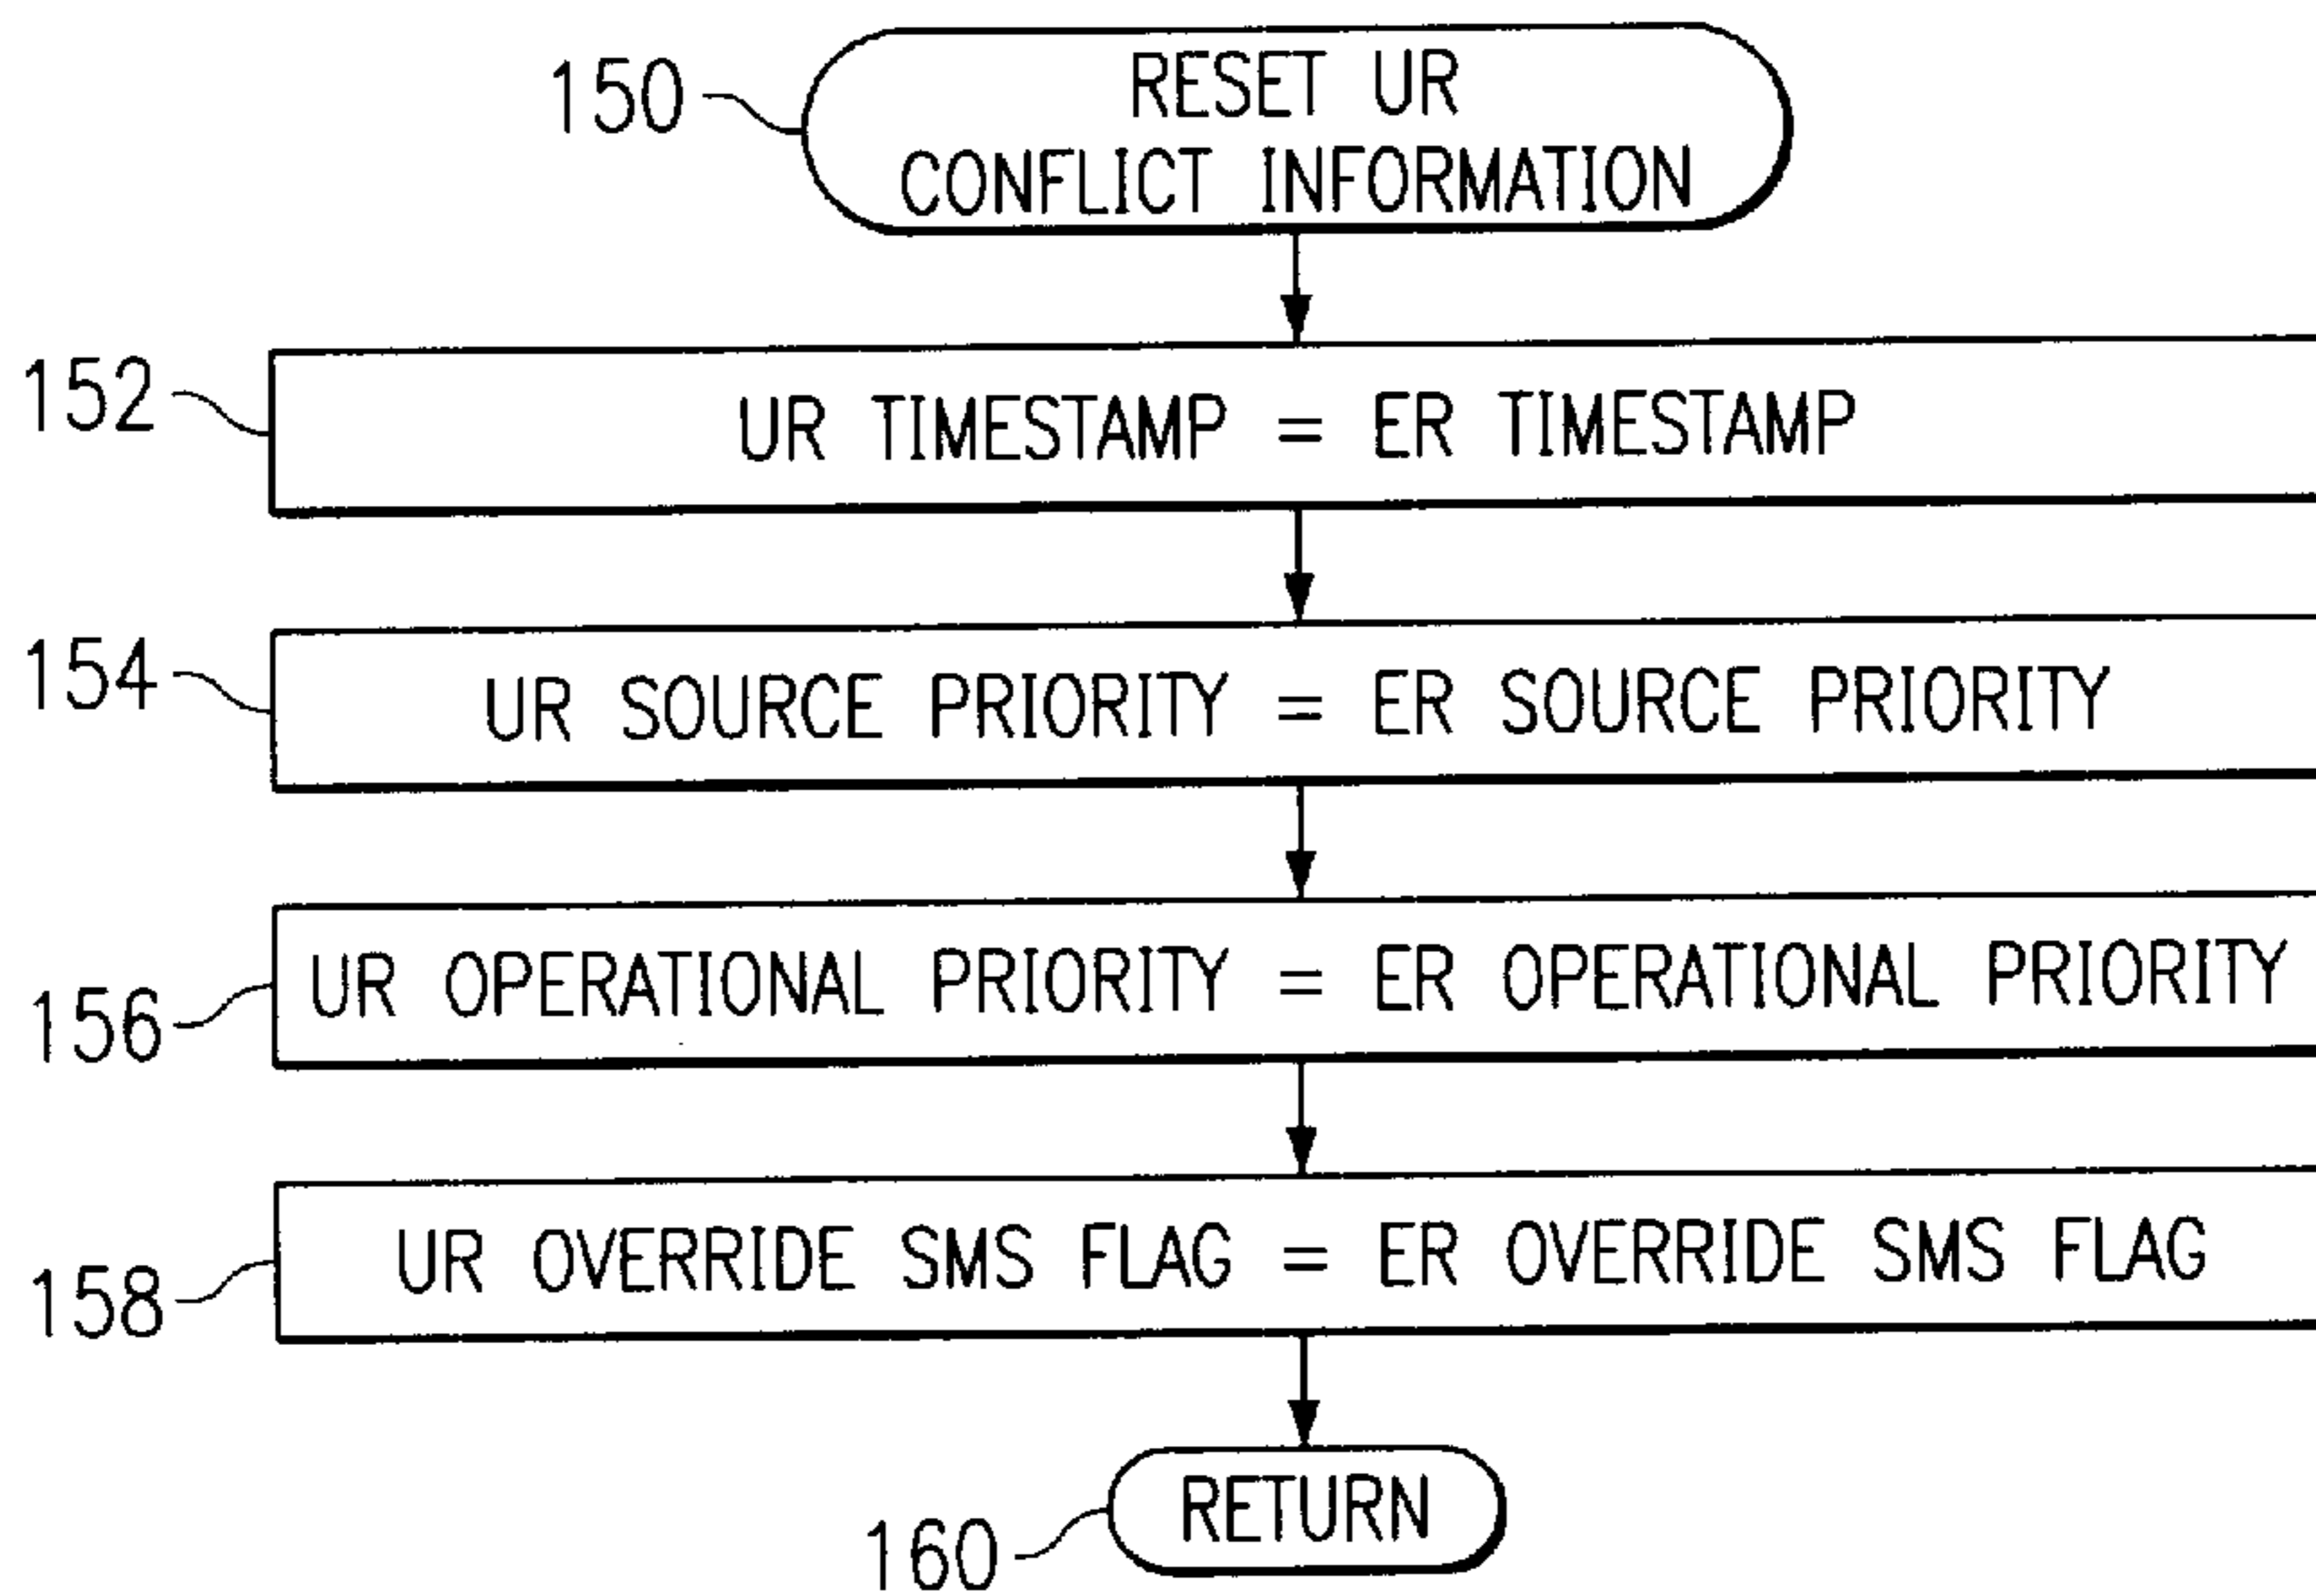 150
RESET UR
CONFLICT INFORMATION
152
UR TIMESTAMP = ER TIMESTAMP
154
UR SOURCE PRIORITY = ER SOURCE PRIORITY
156
UR OPERATIONAL PRIORITY = ER OPERATIONAL PRIORITY
158
UR OVERRIDE SMS FLAG = ER OVERRIDE SMS FLAG
160
RETURN